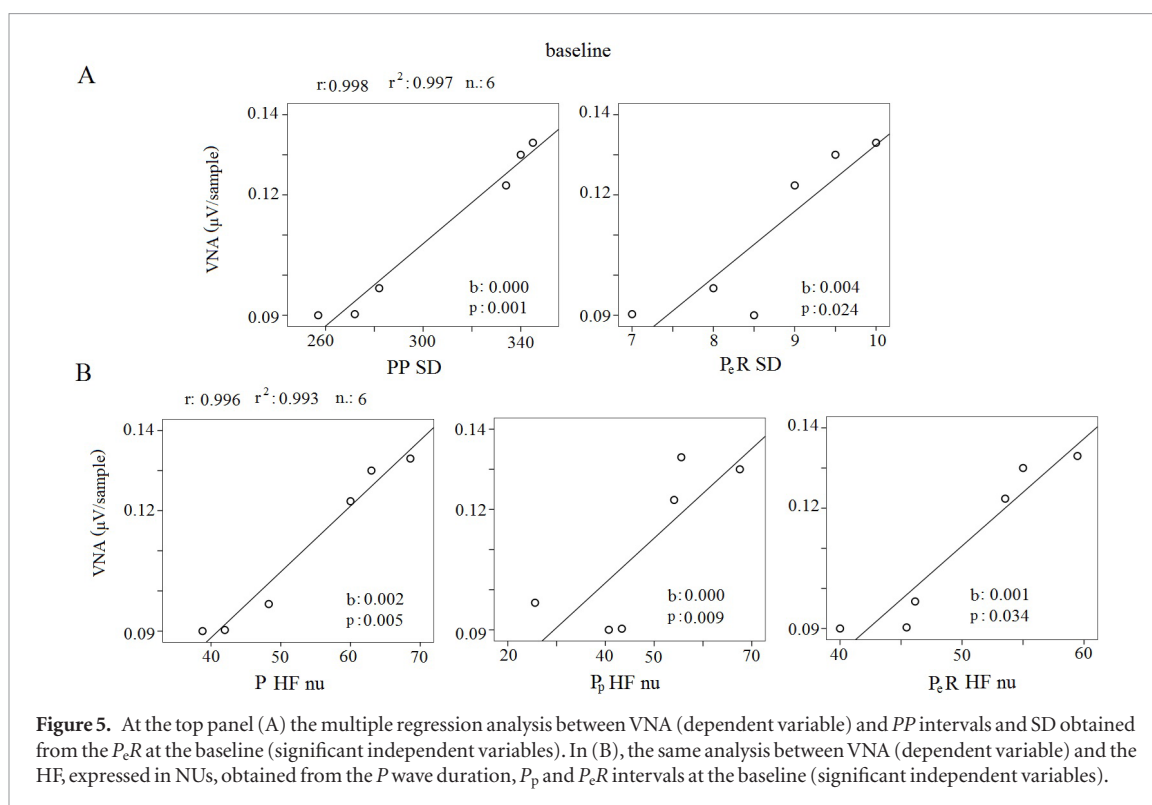 baseline
A
r: 0.998 r²: 0.997 n.: 6
VNA (µV/sample)
0.14
0.12
0.09
260 300 340
PP SD
b: 0.000
p: 0.001
0.14
0.12
0.09
7 8 9 10
PₑR SD
b: 0.004
p: 0.024
B
r: 0.996 r²: 0.993 n.: 6
VNA (µV/sample)
0.14
0.12
0.09
40 50 60 70
P HF nu
b: 0.002
p: 0.005
0.14
0.12
0.09
20 40 50 70
Pₚ HF nu
b: 0.000
p: 0.009
0.14
0.12
0.09
40 50 60
PₑR HF nu
b: 0.001
p: 0.034
Figure 5. At the top panel (A) the multiple regression analysis between VNA (dependent variable) and PP intervals and SD obtained
from the PₑR at the baseline (significant independent variables). In (B), the same analysis between VNA (dependent variable) and the
HF, expressed in NUs, obtained from the P wave duration, Pₚ and PₑR intervals at the baseline (significant independent variables).